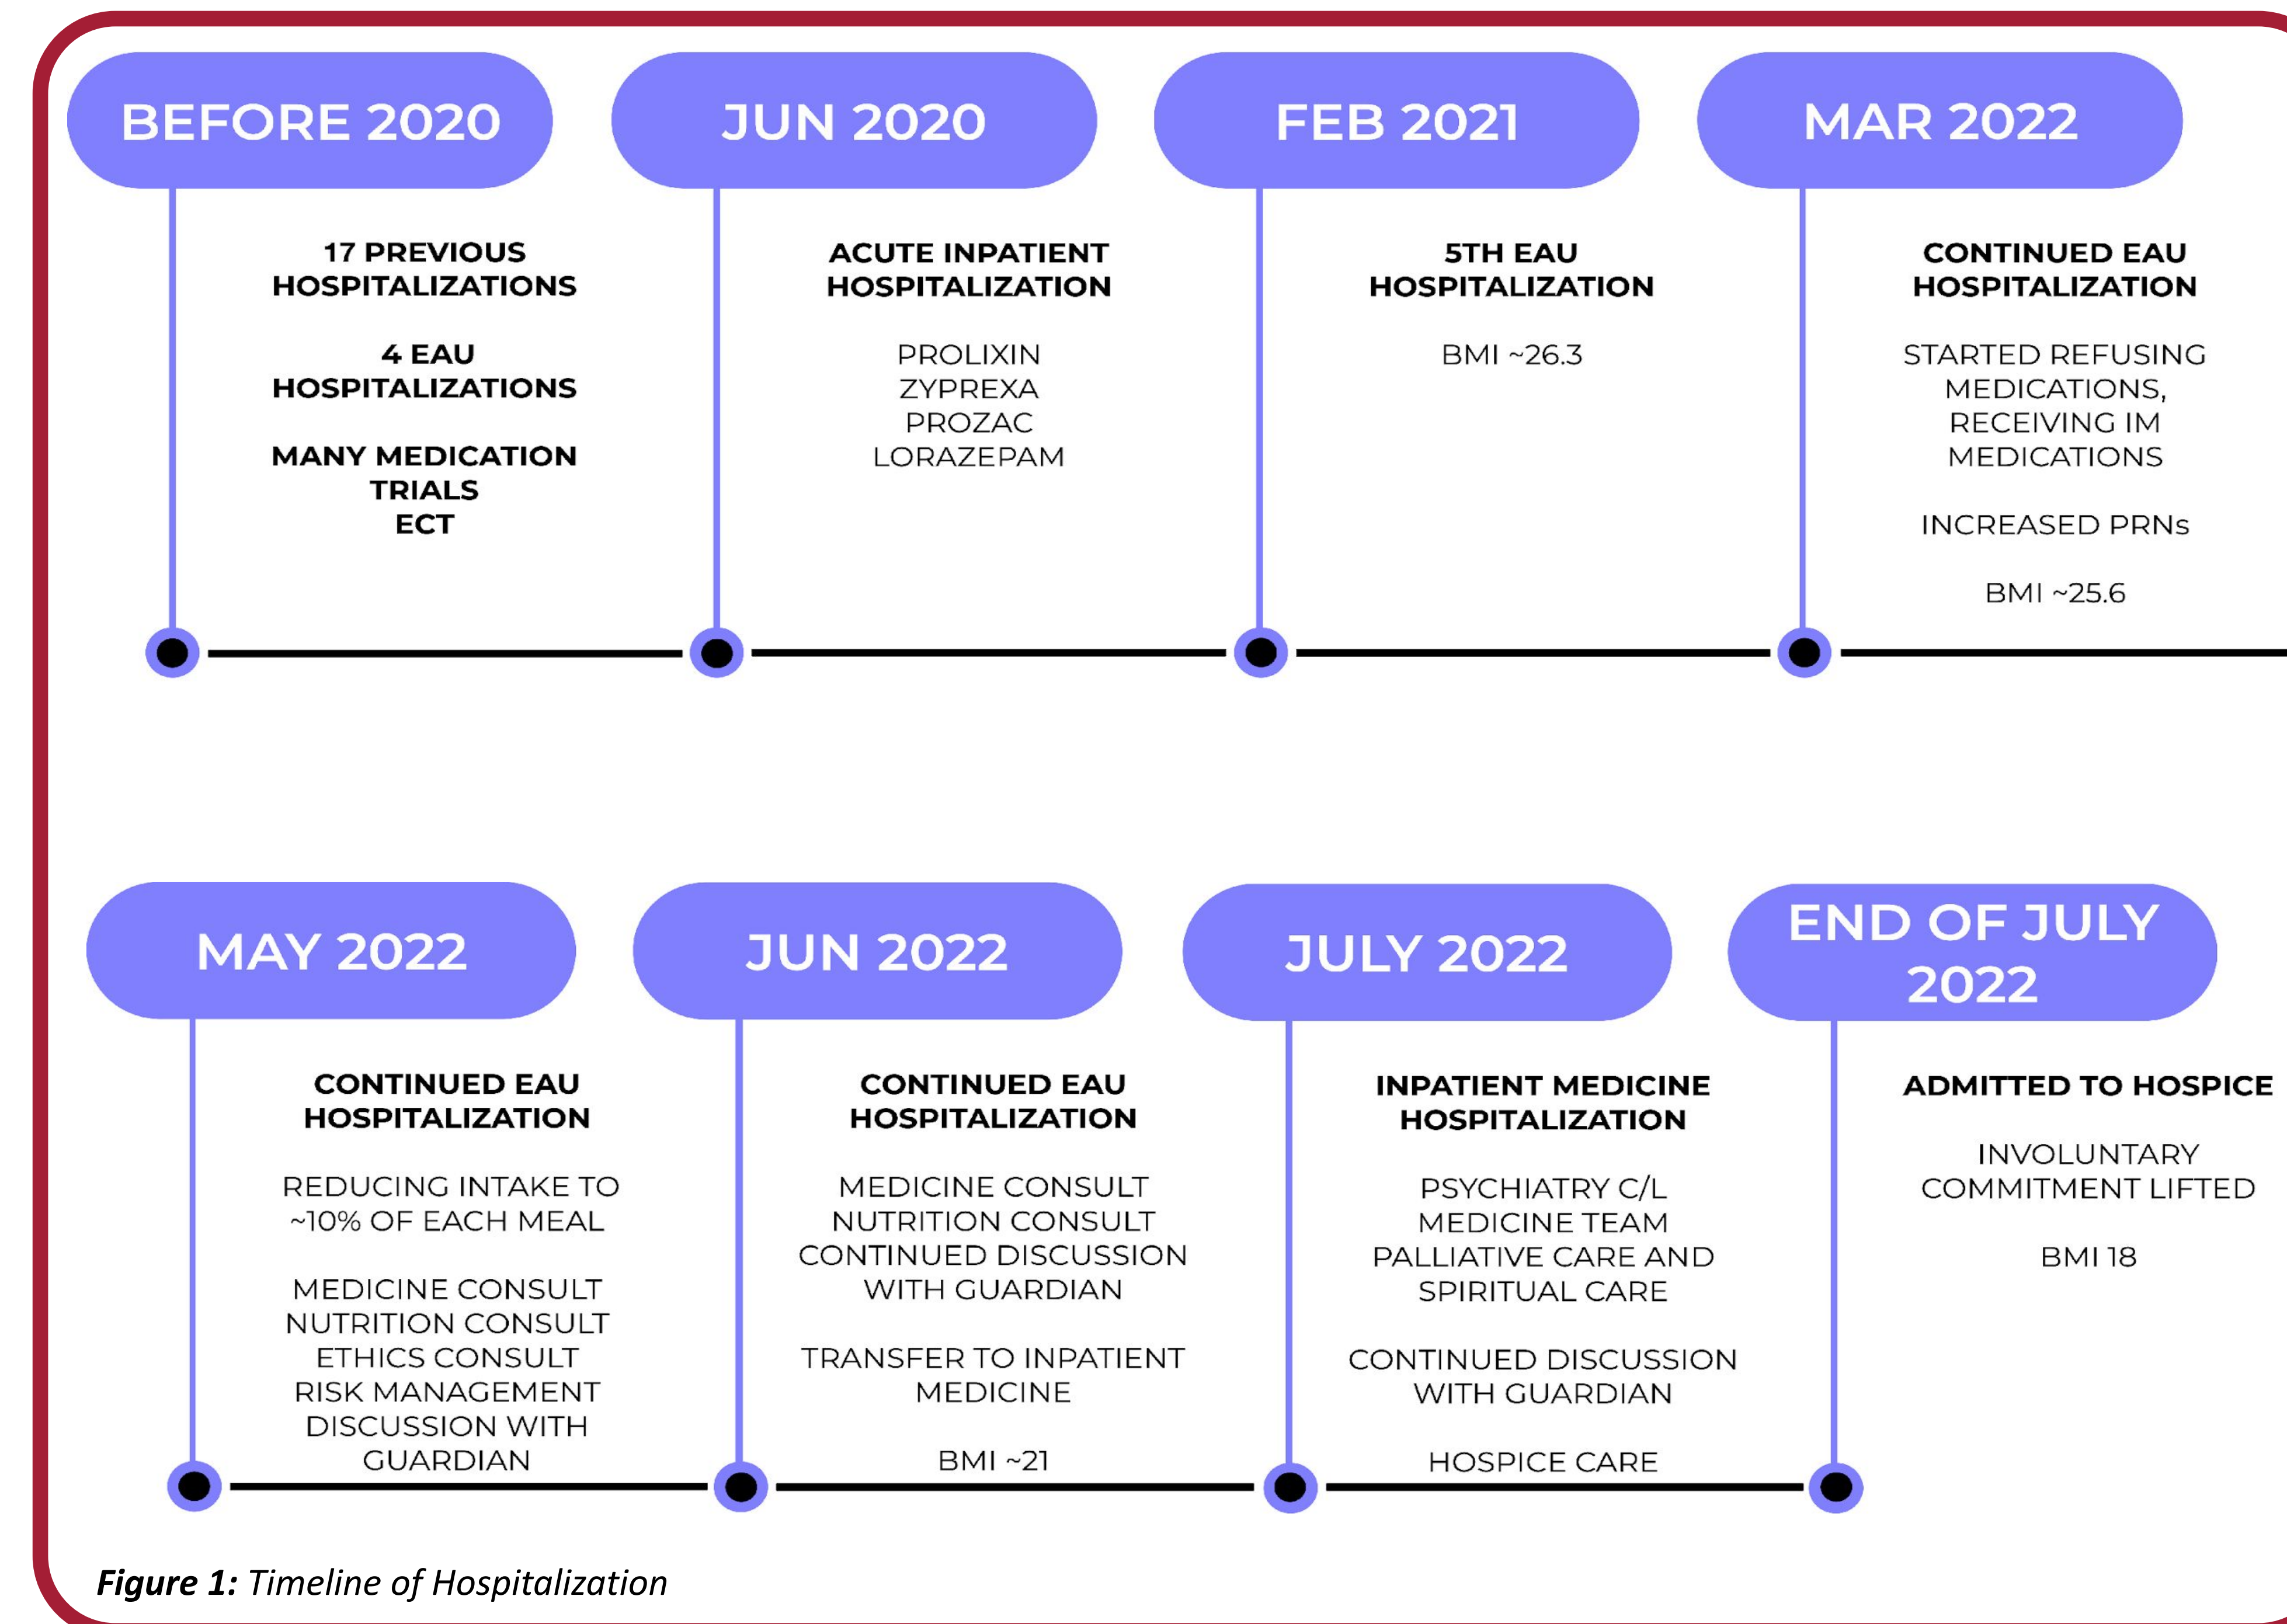 BEFORE 2020
17 PREVIOUS
HOSPITALIZATIONS
4 EAU
HOSPITALIZATIONS
MANY MEDICATION
TRIALS
ECT
JUN 2020
ACUTE INPATIENT
HOSPITALIZATION
PROLIXIN
ZYPREXA
PROZAC
LORAZEPAM
FEB 2021
5TH EAU
HOSPITALIZATION
BMI ~26.3
MAR 2022
CONTINUED EAU
HOSPITALIZATION
STARTED REFUSING
MEDICATIONS,
RECEIVING IM
MEDICATIONS
INCREASED PRNs
BMI ~25.6
MAY 2022
CONTINUED EAU
HOSPITALIZATION
REDUCING INTAKE TO
~10% OF EACH MEAL
MEDICINE CONSULT
NUTRITION CONSULT
ETHICS CONSULT
RISK MANAGEMENT
DISCUSSION WITH
GUARDIAN
JUN 2022
CONTINUED EAU
HOSPITALIZATION
MEDICINE CONSULT
NUTRITION CONSULT
CONTINUED DISCUSSION
WITH GUARDIAN
TRANSFER TO INPATIENT
MEDICINE
BMI ~21
JULY 2022
INPATIENT MEDICINE
HOSPITALIZATION
PSYCHIATRY C/L
MEDICINE TEAM
PALLIATIVE CARE AND
SPIRITUAL CARE
CONTINUED DISCUSSION
WITH GUARDIAN
HOSPICE CARE
END OF JULY
2022
ADMITTED TO HOSPICE
INVOLUNTARY
COMMITMENT LIFTED
BMI 18
Figure 1: Timeline of Hospitalization